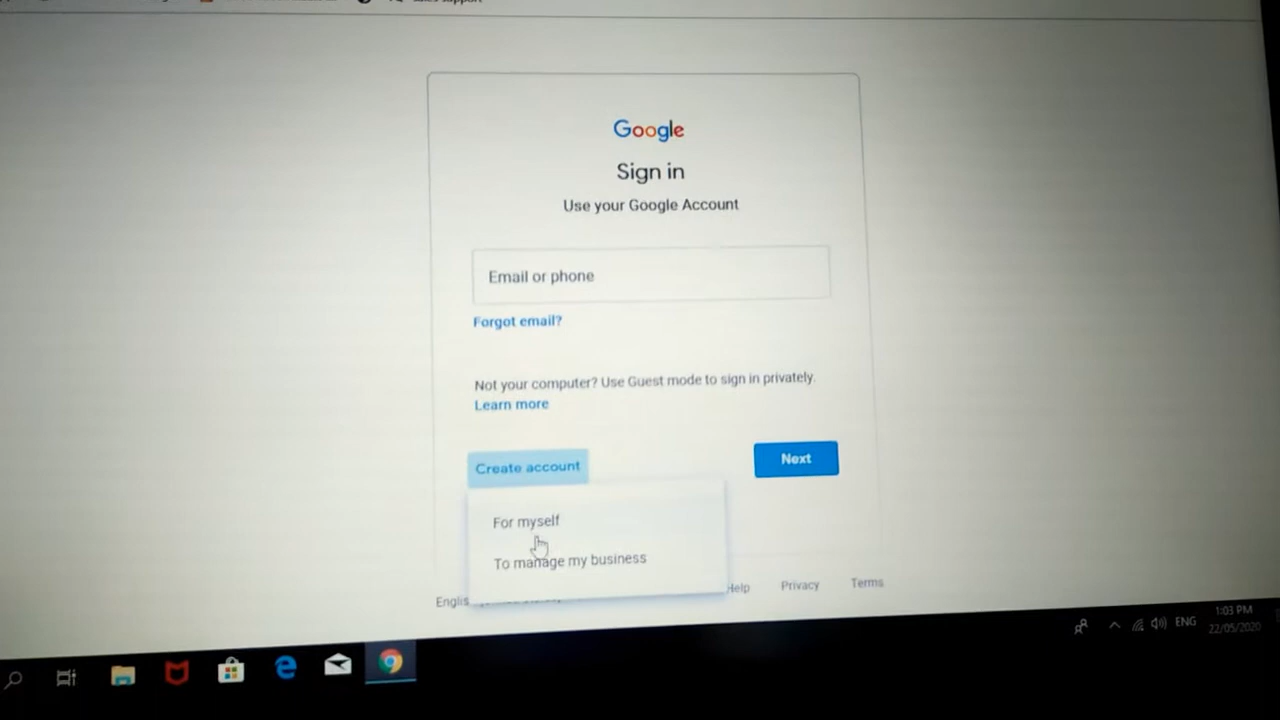 Google
Sign in
Use your Google Account
Email or phone
Forgot email?
Not your computer? Use Guest mode to sign in privately.
Learn more
Create account
Next
For myself
To manage my business
Help
Privacy
Terms
1:03 PM
ENG
22/05/2020